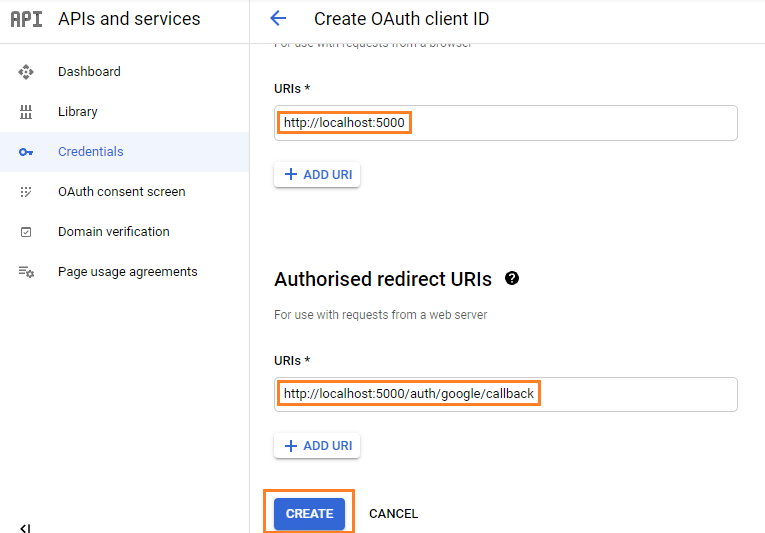 API APIs and services
Create OAuth client ID
For use with requests from a browser
Dashboard
Library
Credentials
OAuth consent screen
Domain verification
Page usage agreements
URIs *
http://localhost:5000
+ ADD URI
Authorised redirect URIs ?
For use with requests from a web server
URIs *
http://localhost:5000/auth/google/callback
+ ADD URI
CREATE CANCEL